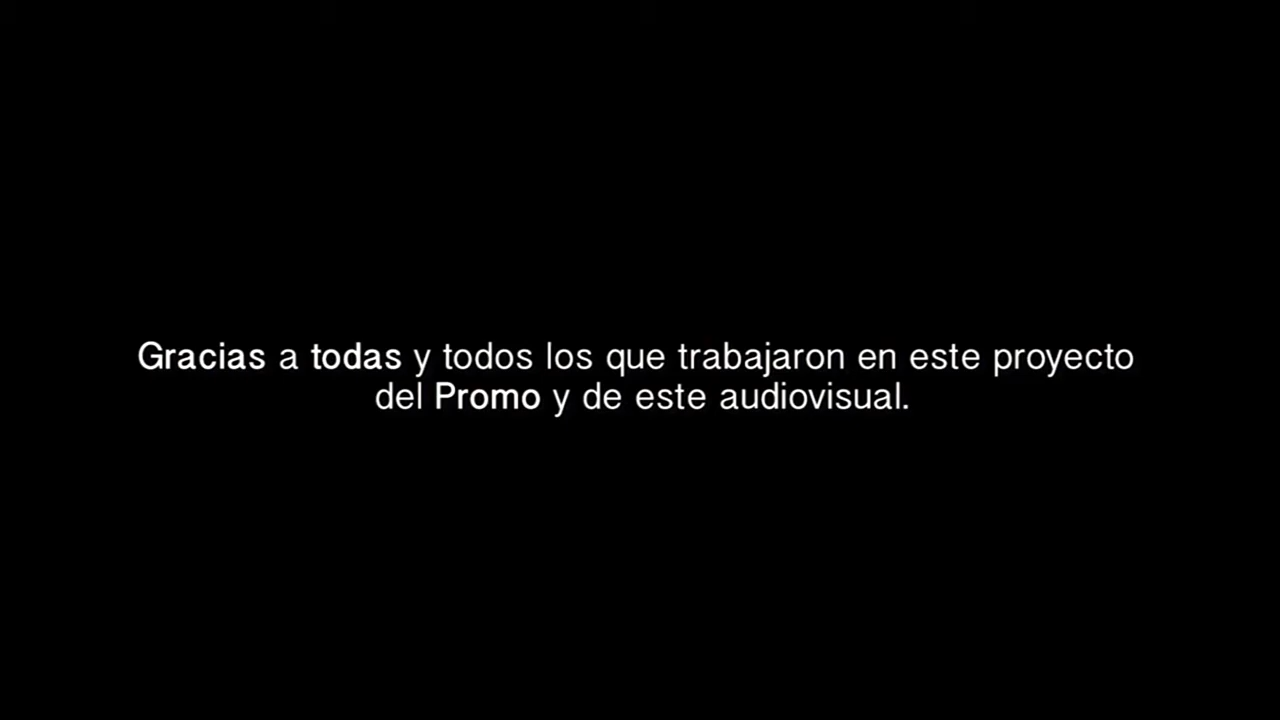 Gracias a todas y todos los que trabajaron en este proyecto
del Promo y de este audiovisual.